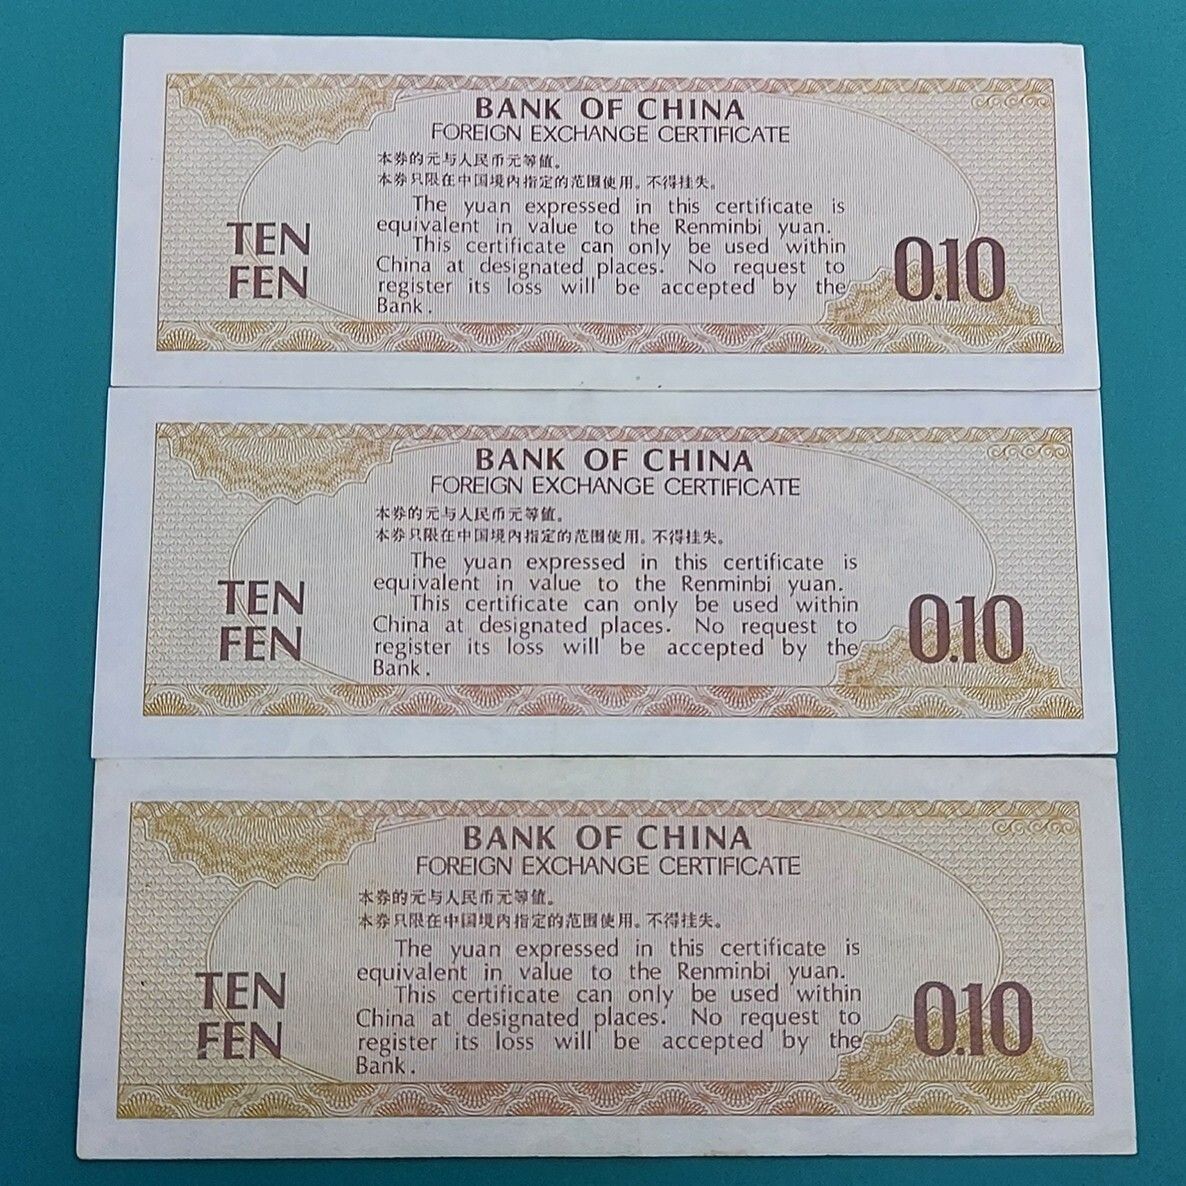 BANK OF CHINA
FOREIGN EXCHANGE CERTIFICATE
本券的元与人民币元等值。
本券只限在中国境内指定的范围使用。不得挂失。
The yuan expressed in this certificate is
equivalent in value to the Renminbi yuan.
This certificate can only be used within
China at designated places. No request to
register its loss will be accepted by the
Bank.
TEN
FEN
0.10
BANK OF CHINA
FOREIGN EXCHANGE CERTIFICATE
本券的元与人民币元等值。
本券只限在中国境内指定的范围使用。不得挂失。
The yuan expressed in this certificate is
equivalent in value to the Renminbi yuan.
This certificate can only be used within
China at designated places. No request to
register its loss will be accepted by the
Bank.
TEN
FEN
0.10
BANK OF CHINA
FOREIGN EXCHANGE CERTIFICATE
本券的元与人民币元等值。
本券只限在中国境内指定的范围使用。不得挂失。
The yuan expressed in this certificate is
equivalent in value to the Renminbi yuan.
This certificate can only be used within
China at designated places. No request to
register its loss will be accepted by the
Bank.
TEN
FEN
0.10